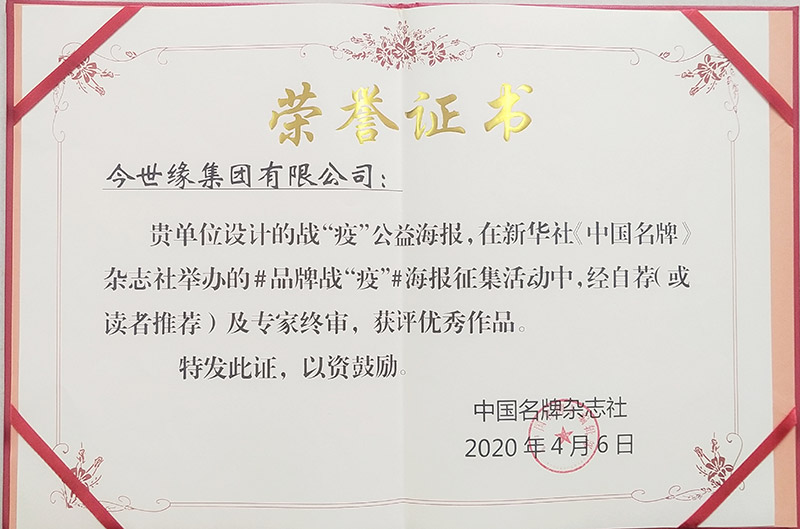 荣誉证书
今世缘集团有限公司：
贵单位设计的战“疫”公益海报，在新华社《中国名牌》
杂志社举办的#品牌战“疫”#海报征集活动中，经自荐（或
读者推荐）及专家终审，获评优秀作品。
特发此证，以资鼓励。
中国名牌杂志社
2020年4月6日